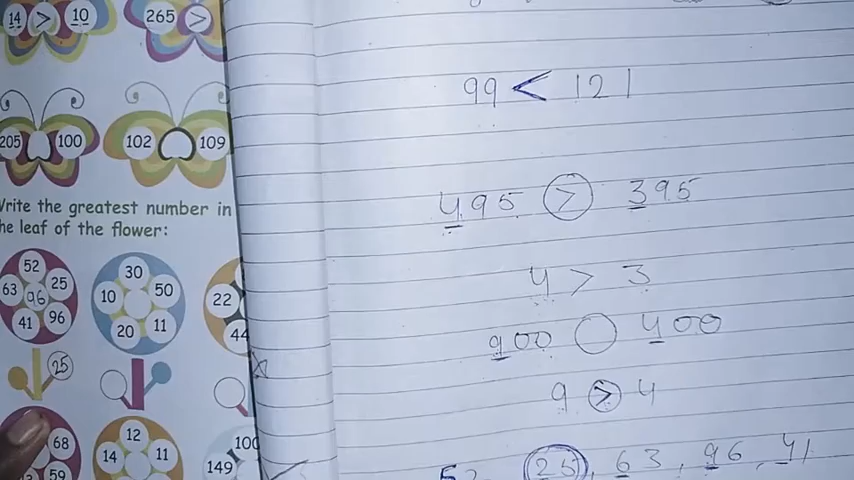 14 > 10 265 >
205 100 102 109
Write the greatest number in
the leaf of the flower:
52 63 25 96 41 96
25
30 10 50 20 11
22 44
68 59
12 14 11
100 149
99 < 121
495 > 395
4 > 3
900 400
9 > 4
52 25, 63, 96, 41